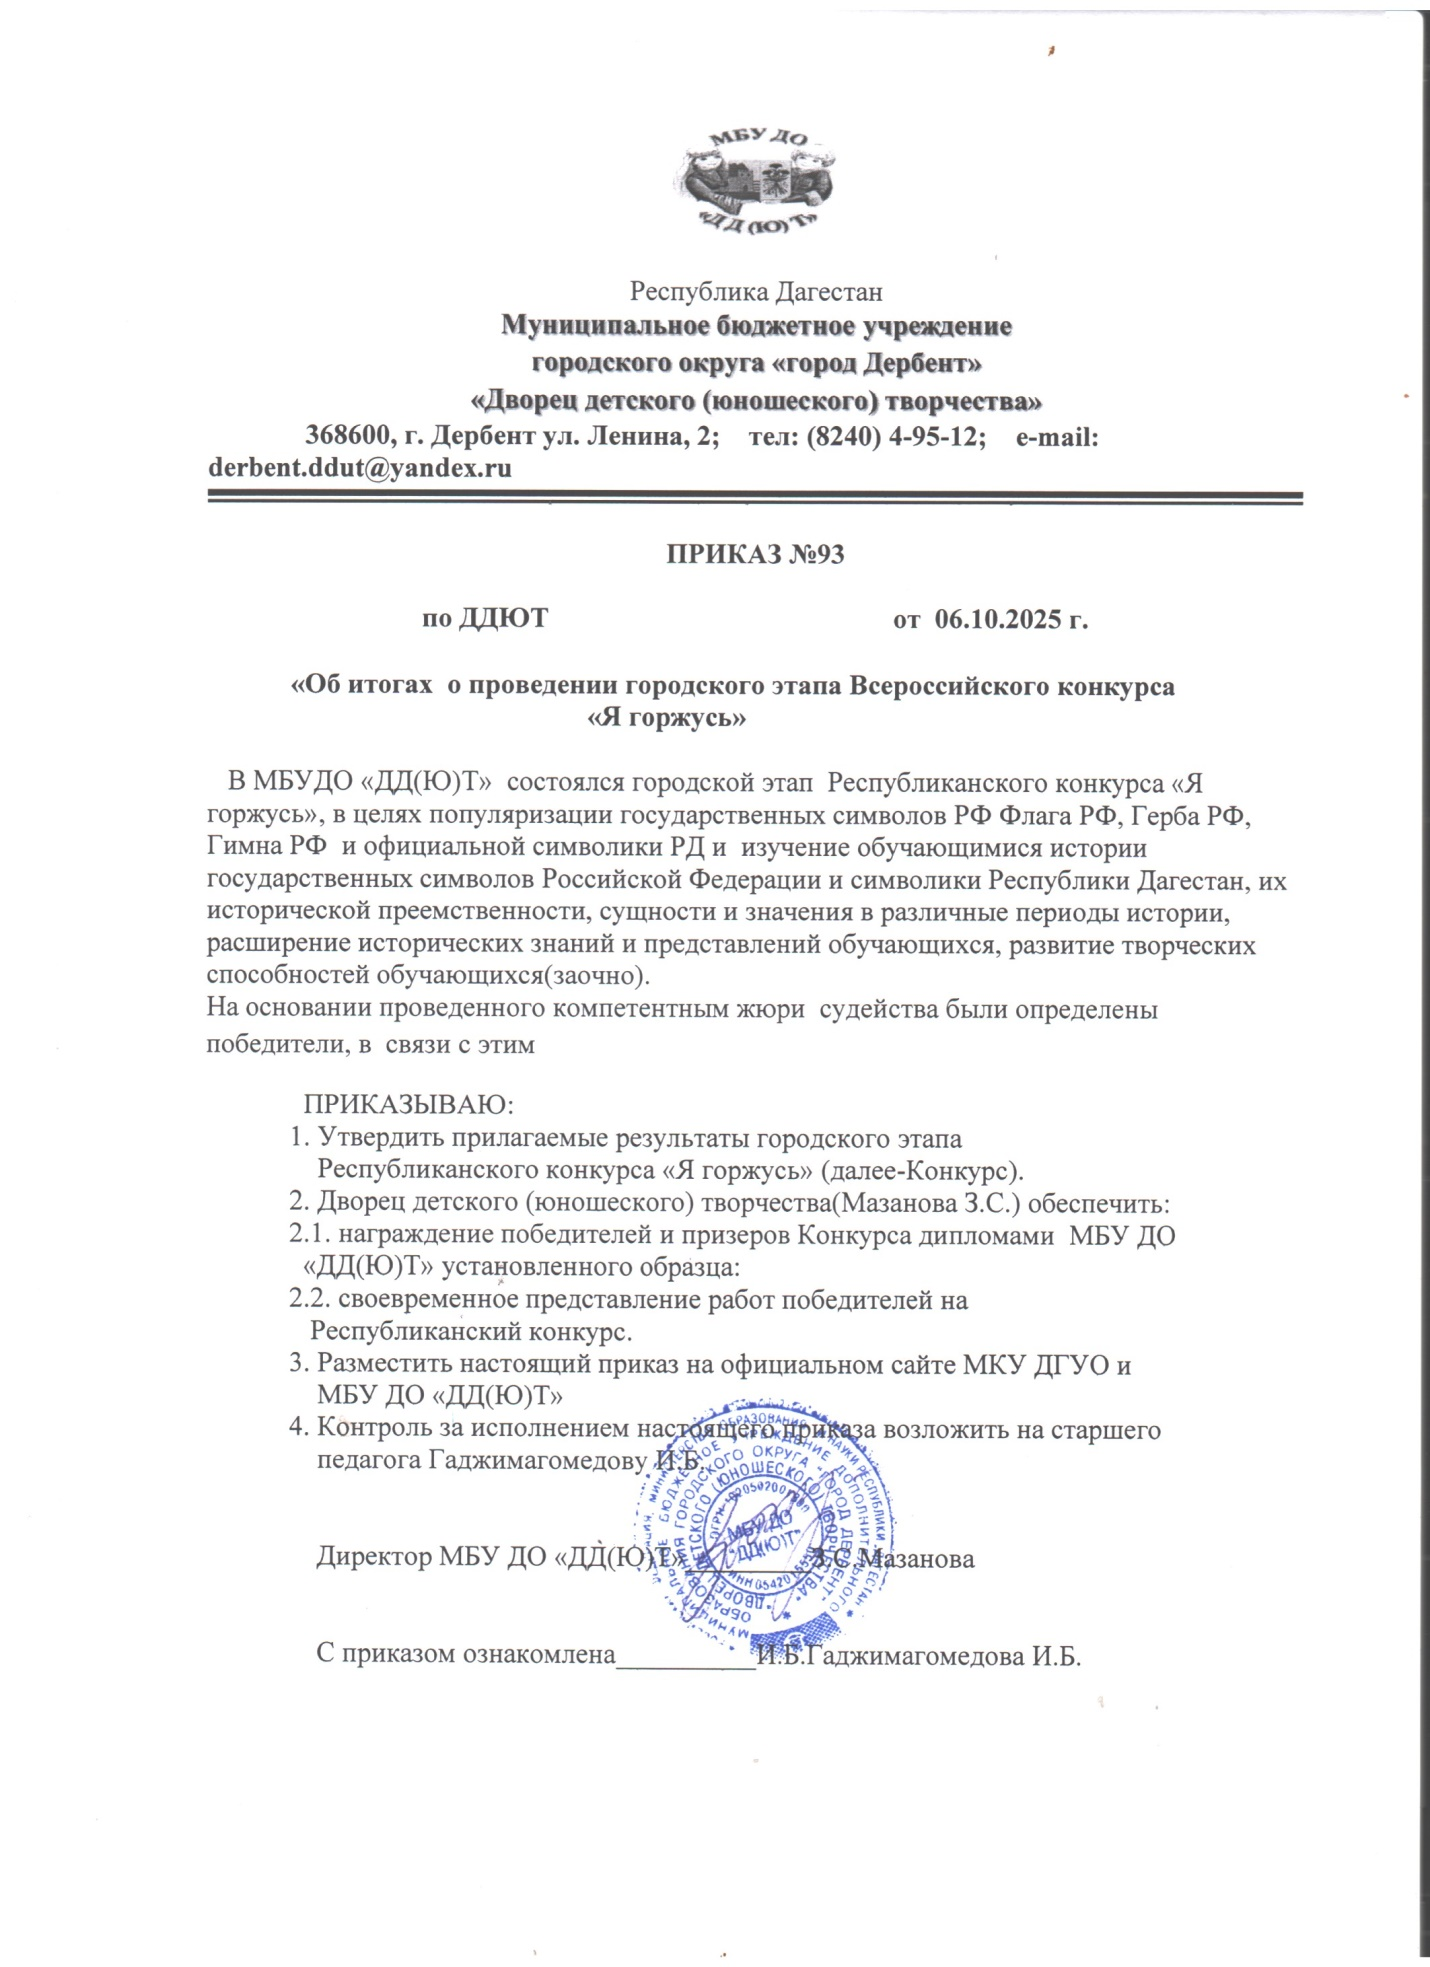 МБУ ДО
«ДД(Ю)Т»
Республика Дагестан
Муниципальное бюджетное учреждение
городского округа «город Дербент»
«Дворец детского (юношеского) творчества»
368600, г. Дербент ул. Ленина, 2; тел: (8240) 4-95-12; e-mail:
derbent.ddut@yandex.ru
ПРИКАЗ №93
по ДДЮТ от 06.10.2025 г.
«Об итогах о проведении городского этапа Всероссийского конкурса
«Я горжусь»
В МБУДО «ДД(Ю)Т» состоялся городской этап Республиканского конкурса «Я
горжусь», в целях популяризации государственных символов РФ Флага РФ, Герба РФ,
Гимна РФ и официальной символики РД и изучение обучающимися истории
государственных символов Российской Федерации и символики Республики Дагестан, их
исторической преемственности, сущности и значения в различные периоды истории,
расширение исторических знаний и представлений обучающихся, развитие творческих
способностей обучающихся(заочно).
На основании проведенного компетентным жюри судейства были определены
победители, в связи с этим
ПРИКАЗЫВАЮ:
1. Утвердить прилагаемые результаты городского этапа
Республиканского конкурса «Я горжусь» (далее-Конкурс).
2. Дворец детского (юношеского) творчества(Мазанова З.С.) обеспечить:
2.1. награждение победителей и призеров Конкурса дипломами МБУ ДО
«ДД(Ю)Т» установленного образца:
2.2. своевременное представление работ победителей на
Республиканский конкурс.
3. Разместить настоящий приказ на официальном сайте МКУ ДГУО и
МБУ ДО «ДД(Ю)Т»
4. Контроль за исполнением настоящего приказа возложить на старшего
педагога Гаджимагомедову И.Б.
Директор МБУ ДО «ДД(Ю)Т»_________З.С.Мазанова
МБУ ДО
"ДД(Ю)Т"
С приказом ознакомлена__________И.Б.Гаджимагомедова И.Б.